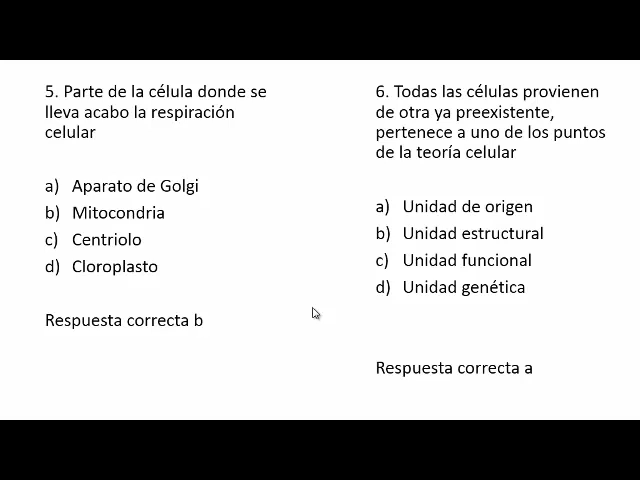 5. Parte de la célula donde se
lleva acabo la respiración
celular
a) Aparato de Golgi
b) Mitocondria
c) Centriolo
d) Cloroplasto
Respuesta correcta b
6. Todas las células provienen
de otra ya preexistente,
pertenece a uno de los puntos
de la teoría celular
a) Unidad de origen
b) Unidad estructural
c) Unidad funcional
d) Unidad genética
Respuesta correcta a